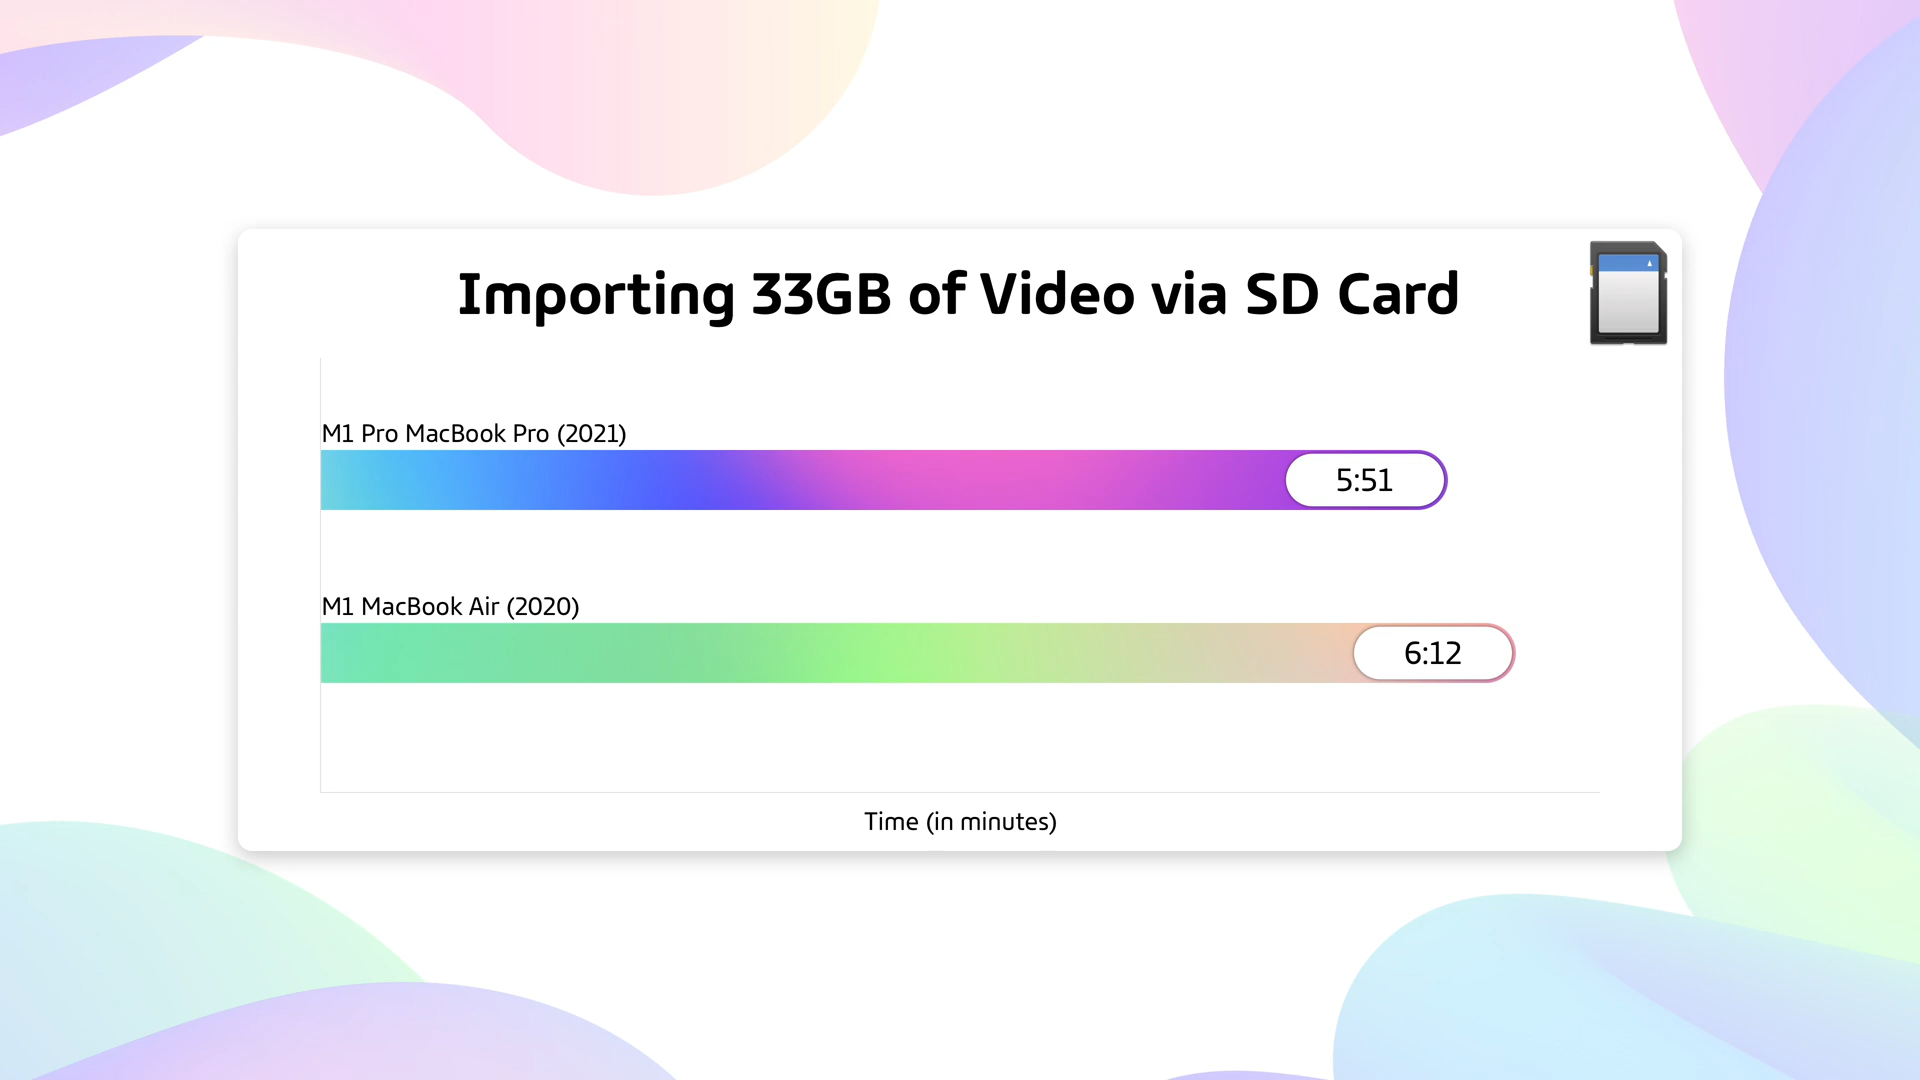 Importing 33GB of Video via SD Card
M1 Pro MacBook Pro (2021)
5:51
M1 MacBook Air (2020)
6:12
Time (in minutes)